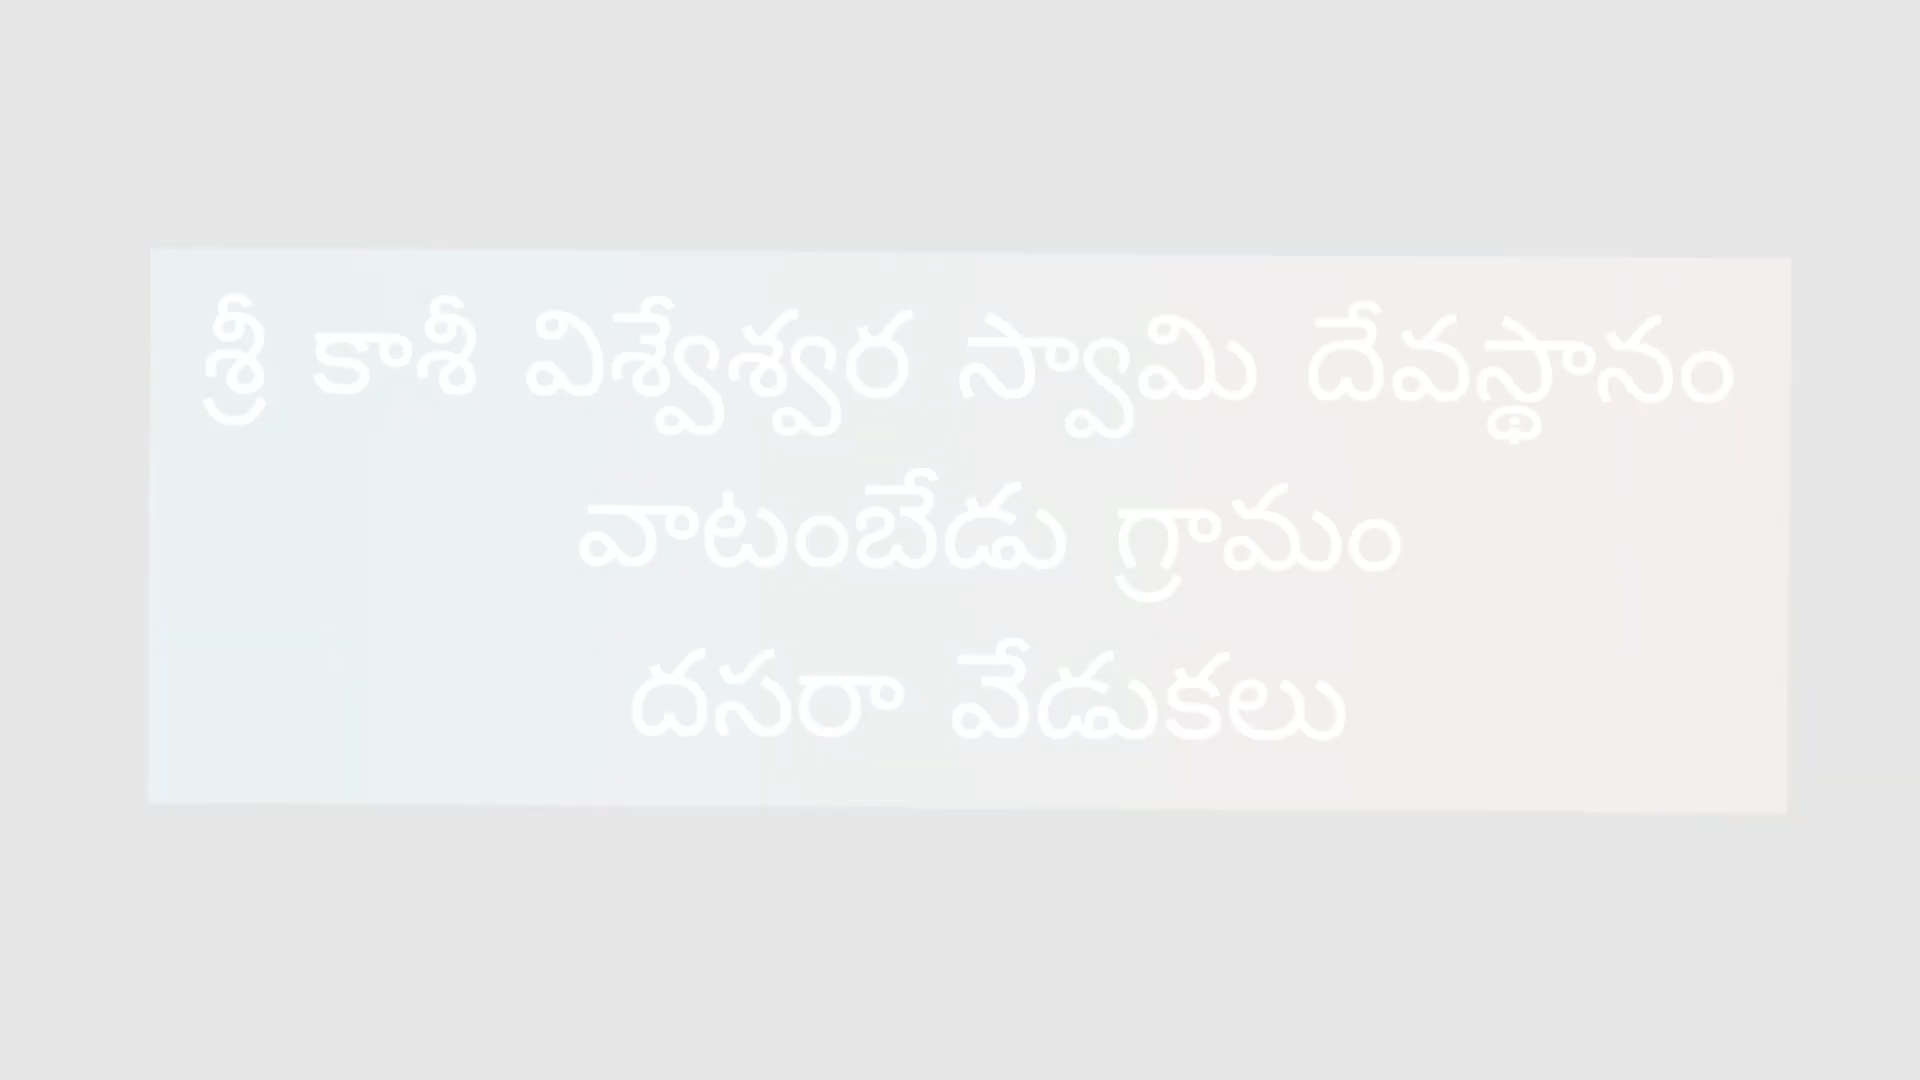 శ్రీ కాశీ విశ్వేశ్వర స్వామి దేవస్థానం
వాటంబేడు గ్రామం
దసరా వేడుకలు